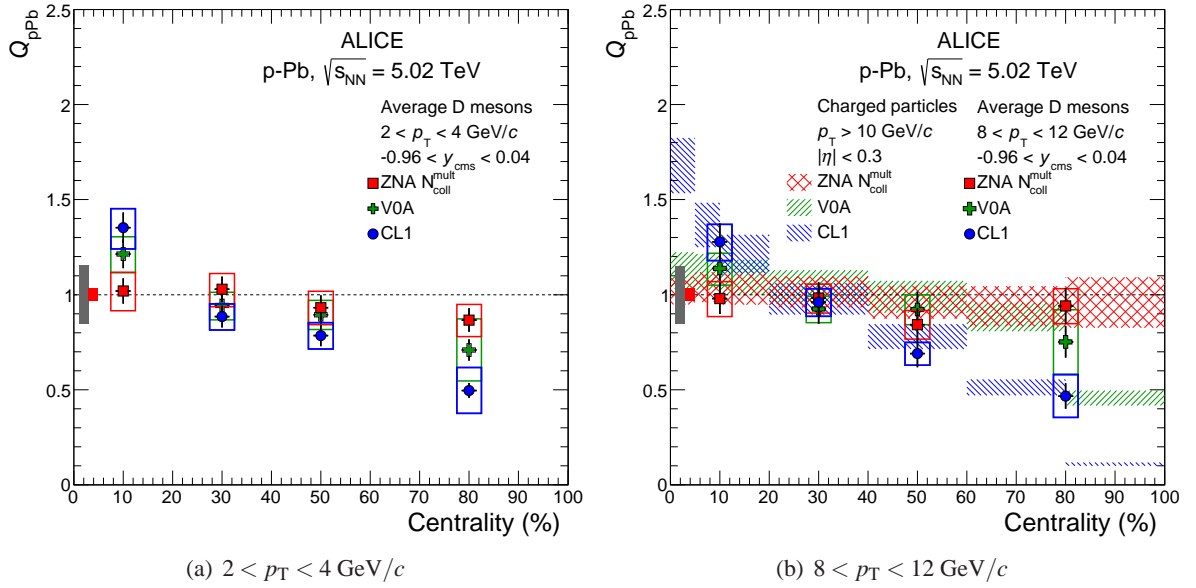 Q_pPb
2.5
2
1.5
1
0.5
0
ALICE
p-Pb, √s_NN = 5.02 TeV
Average D mesons
2 < p_T < 4 GeV/c
-0.96 < y_cms < 0.04
ZNA N_coll^mult
V0A
CL1
0 10 20 30 40 50 60 70 80 90 100
Centrality (%)
(a) 2 < p_T < 4 GeV/c
Q_pPb
2.5
2
1.5
1
0.5
0
ALICE
p-Pb, √s_NN = 5.02 TeV
Charged particles
p_T > 10 GeV/c
|η| < 0.3
ZNA N_coll^mult
V0A
CL1
Average D mesons
8 < p_T < 12 GeV/c
-0.96 < y_cms < 0.04
ZNA N_coll^mult
V0A
CL1
0 10 20 30 40 50 60 70 80 90 100
Centrality (%)
(b) 8 < p_T < 12 GeV/c